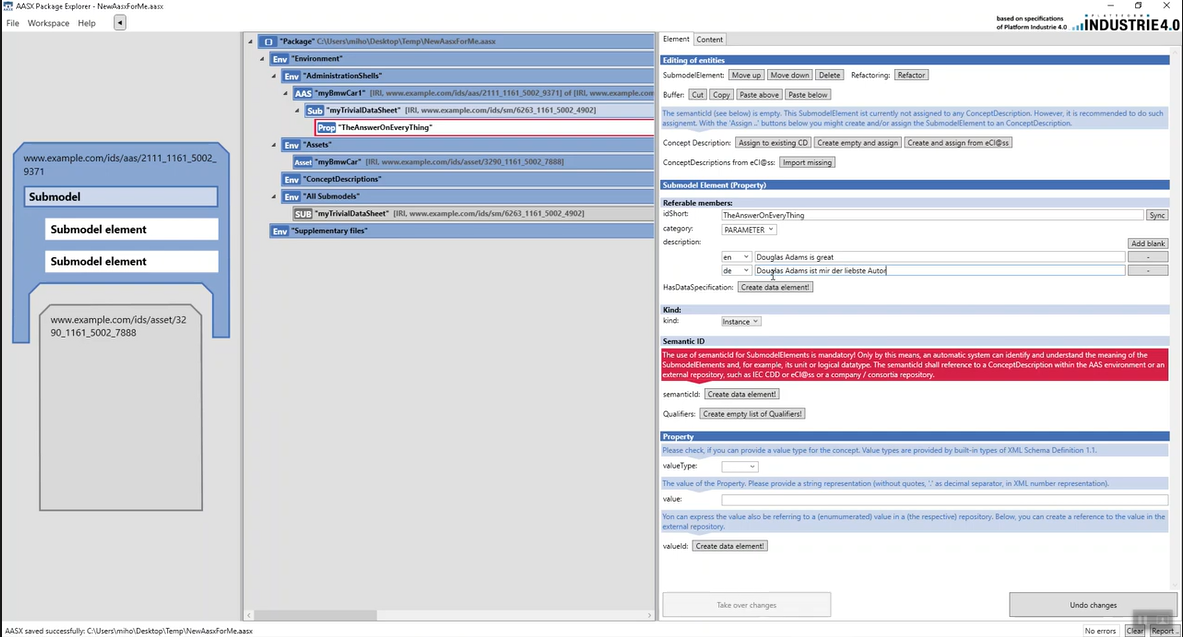 AASX Package Explorer - NewAasxForMe.aasx
File Workspace Help
based on specifications
of Platform Industrie 4.0
PLATTFORM
INDUSTRIE4.0
www.example.com/ids/aas/2111_1161_5002_
9371
Submodel
Submodel element
Submodel element
www.example.com/ids/asset/32
90_1161_5002_7888
"Package" C:\Users\miho\Desktop\Temp\NewAasxForMe.aasx
Env "Environment"
Env "AdministrationShells"
AAS "myBmwCar1" [IRI, www.example.com/ids/aas/2111_1161_5002_9371] of [IRI, www.example.com
Sub "myTrivialDataSheet" [IRI, www.example.com/ids/sm/6263_1161_5002_4902]
Prop "TheAnswerOnEveryThing"
Env "Assets"
Asset "myBmwCar" [IRI, www.example.com/ids/asset/3290_1161_5002_7888]
Env "ConceptDescriptions"
Env "All Submodels"
SUB "myTrivialDataSheet" [IRI, www.example.com/ids/sm/6263_1161_5002_4902]
Env "Supplementary files"
Element Content
Editing of entities
SubmodelElement: Move up Move down Delete Refactoring: Refactor
Buffer: Cut Copy Paste above Paste below
The semanticId (see below) is empty. This SubmodelElement ist currently not assigned to any ConceptDescription. However, it is recommended to do such
assignment. With the 'Assign ..' buttons below you might create and/or assign the SubmodelElement to an ConceptDescription.
Concept Description: Assign to existing CD Create empty and assign Create and assign from eCl@ss
ConceptDescriptions from eCl@ss: Import missing
Submodel Element (Property)
Referable members:
idShort: TheAnswerOnEveryThing Sync
category: PARAMETER
description: Add blank
en Douglas Adams is great -
de Douglas Adams ist mir der liebste Autor -
HasDataSpecification: Create data element!
Kind:
kind: Instance
Semantic ID
The use of semanticId for SubmodelElements is mandatory! Only by this means, an automatic system can identify and understand the meaning of the
SubmodelElements and, for example, its unit or logical datatype. The semanticId shall reference to a ConceptDescription within the AAS environment or an
external repository, such as IEC CDD or eCl@ss or a company / consortia repository.
semanticId: Create data element!
Qualifiers: Create empty list of Qualifiers!
Property
Please check, if you can provide a value type for the concept. Value types are provided by built-in types of XML Schema Definition 1.1.
valueType:
The value of the Property. Please provide a string representation (without quotes, '.' as decimal separator, in XML number representation).
value:
You can express the value also be referring to a (enumumerated) value in a (the respective) repository. Below, you can create a reference to the value in the
external repository.
valueId: Create data element!
Take over changes Undo changes
AASX saved successfully: C:\Users\miho\Desktop\Temp\NewAasxForMe.aasx
No errors Clear Report ..